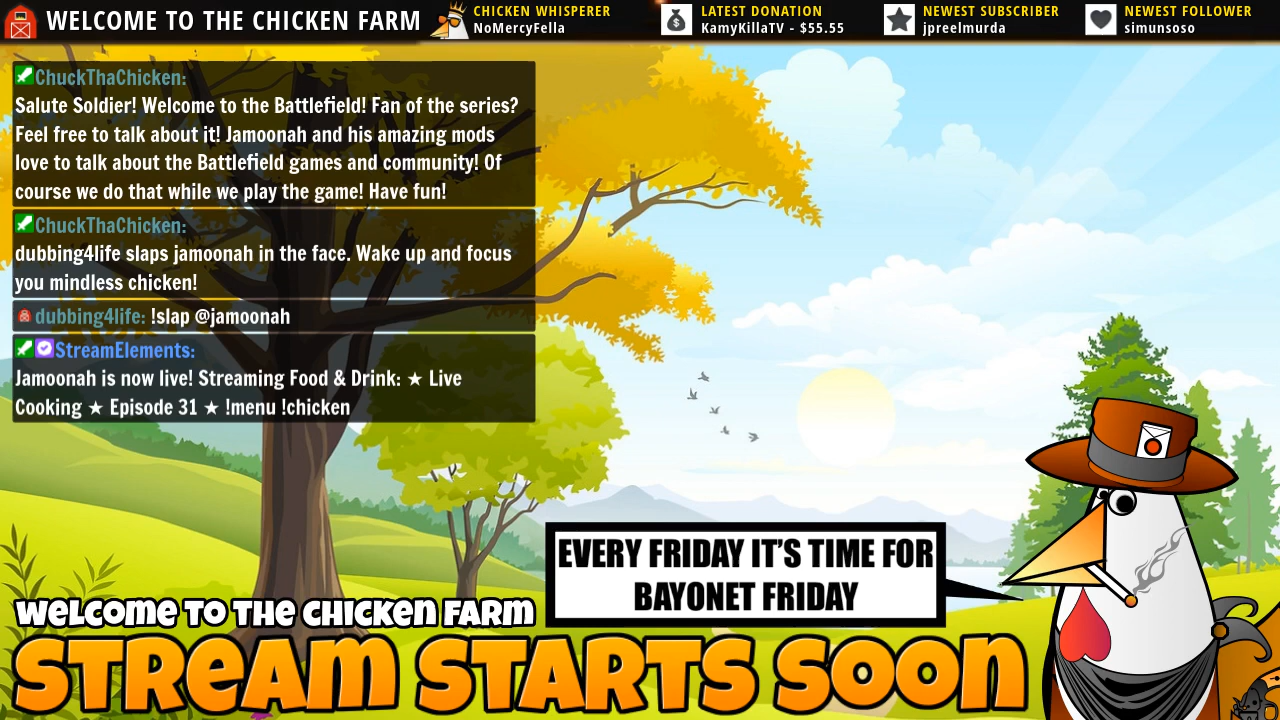 WELCOME TO THE CHICKEN FARM
CHICKEN WHISPERER
NoMercyFella
LATEST DONATION
KamyKillaTV - $55.55
NEWEST SUBSCRIBER
jpreelmurda
NEWEST FOLLOWER
simunsoso
ChuckThaChicken:
Salute Soldier! Welcome to the Battlefield! Fan of the series?
Feel free to talk about it! Jamoonah and his amazing mods
love to talk about the Battlefield games and community! Of
course we do that while we play the game! Have fun!
ChuckThaChicken:
dubbing4life slaps jamoonah in the face. Wake up and focus
you mindless chicken!
dubbing4life: !slap @jamoonah
StreamElements:
Jamoonah is now live! Streaming Food & Drink: ★ Live
Cooking ★ Episode 31 ★ !menu !chicken
EVERY FRIDAY IT'S TIME FOR
BAYONET FRIDAY
WELCOME TO THE CHICKEN FARM
STREAM STARTS SOON